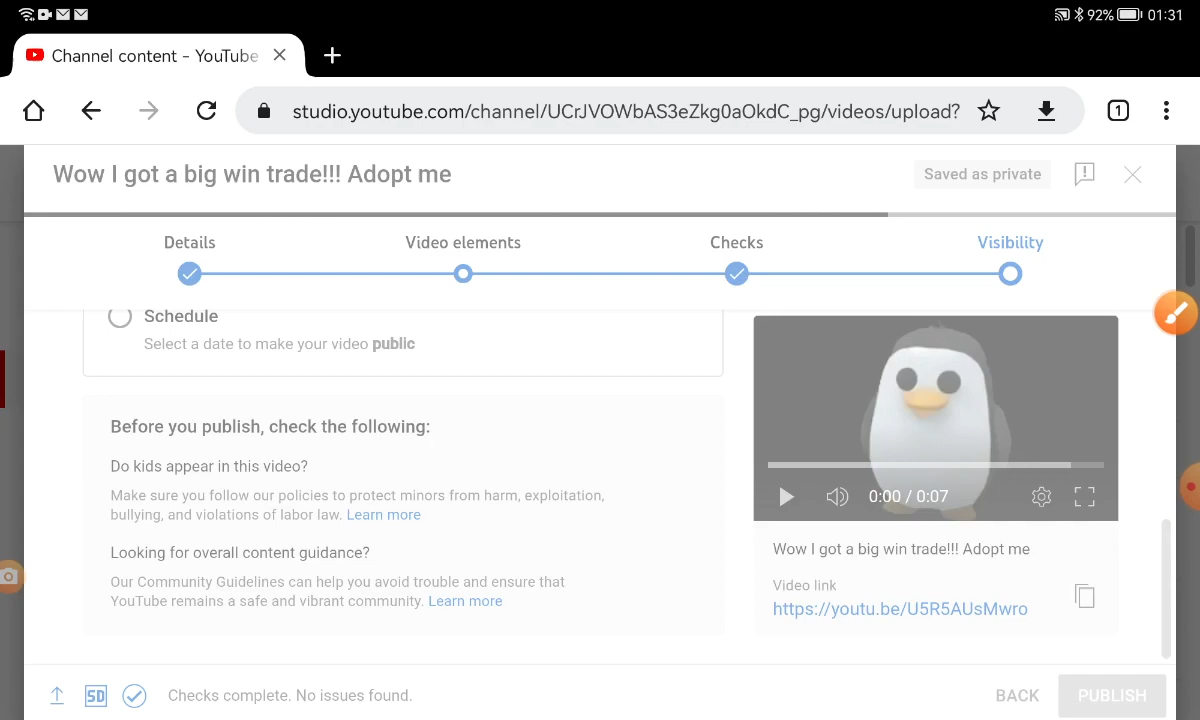 92% 01:31
Channel content - YouTube
studio.youtube.com/channel/UCrJVOWbAS3eZkg0aOkdC_pg/videos/upload?
1
Wow I got a big win trade!!! Adopt me
Saved as private
Details
Video elements
Checks
Visibility
Schedule
Select a date to make your video public
Before you publish, check the following:
Do kids appear in this video?
Make sure you follow our policies to protect minors from harm, exploitation,
bullying, and violations of labor law. Learn more
Looking for overall content guidance?
Our Community Guidelines can help you avoid trouble and ensure that
YouTube remains a safe and vibrant community. Learn more
0:00 / 0:07
Wow I got a big win trade!!! Adopt me
Video link
https://youtu.be/U5R5AUsMwro
SD
Checks complete. No issues found.
BACK
PUBLISH